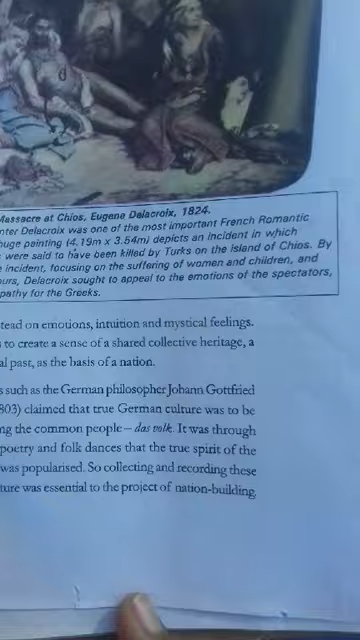 Massacre at Chios, Eugene Delacroix, 1824.
nter Delacroix was one of the most important French Romantic
huge painting (4.19m x 3.54m) depicts an incident in which
were said to have been killed by Turks on the island of Chios. By
incident, focusing on the suffering of women and children, and
urs, Delacroix sought to appeal to the emotions of the spectators,
pathy for the Greeks.
tead on emotions, intuition and mystical feelings.
s to create a sense of a shared collective heritage, a
al past, as the basis of a nation.
s such as the German philosopher Johann Gottfried
803) claimed that true German culture was to be
ng the common people – das volk. It was through
poetry and folk dances that the true spirit of the
was popularised. So collecting and recording these
ture was essential to the project of nation-building.